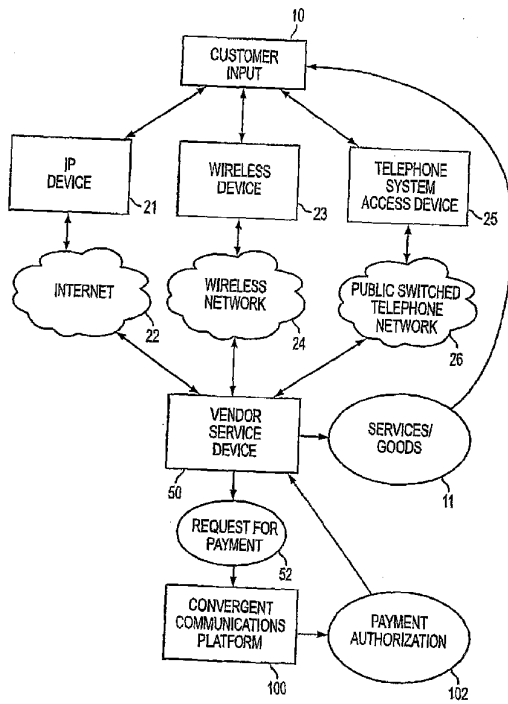 10
CUSTOMER
INPUT
IP
DEVICE
21
WIRELESS
DEVICE
23
TELEPHONE
SYSTEM
ACCESS DEVICE
25
INTERNET
22
WIRELESS
NETWORK
24
PUBLIC SWITCHED
TELEPHONE
NETWORK
26
VENDOR
SERVICE
DEVICE
50
SERVICES/
GOODS
11
REQUEST FOR
PAYMENT
52
CONVERGENT
COMMUNICATIONS
PLATFORM
100
PAYMENT
AUTHORIZATION
102